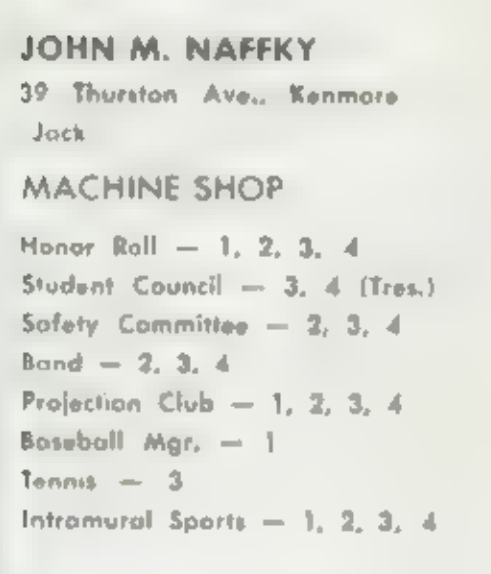 JOHN M. NAFFKY
39 Thurston Ave., Kenmore
Jack
MACHINE SHOP
Honor Roll — 1, 2, 3, 4
Student Council — 3, 4 (Tres.)
Safety Committee — 2, 3, 4
Band — 2, 3, 4
Projection Club — 1, 2, 3, 4
Baseball Mgr. — 1
Tennis — 3
Intramural Sports — 1, 2, 3, 4